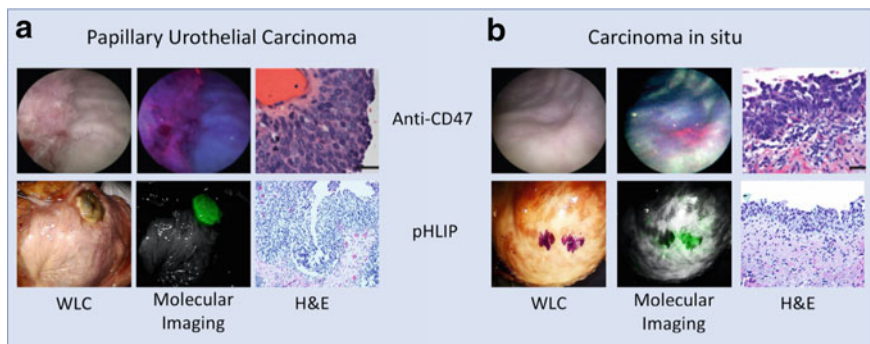 a
Papillary Urothelial Carcinoma
b
Carcinoma in situ
Anti-CD47
pHLIP
WLC
Molecular
Imaging
H&E
WLC
Molecular
Imaging
H&E